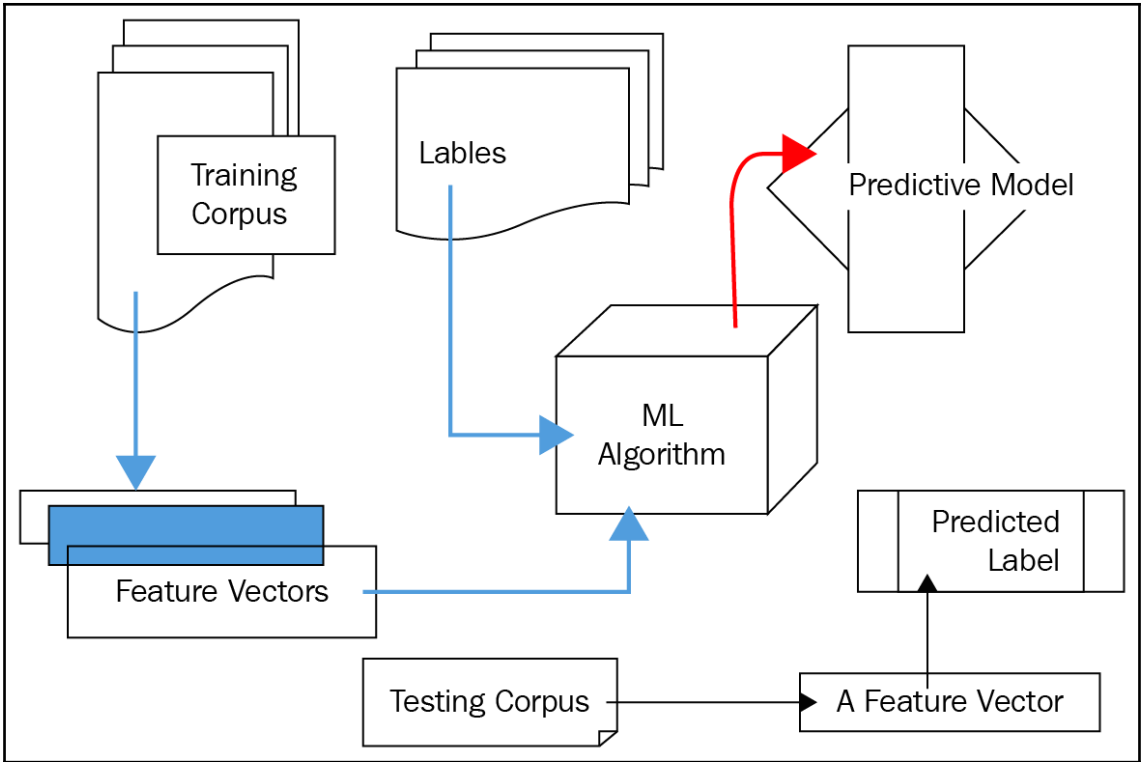 Training
Corpus
Lables
Predictive Model
ML
Algorithm
Feature Vectors
Predicted
Label
Testing Corpus
A Feature Vector